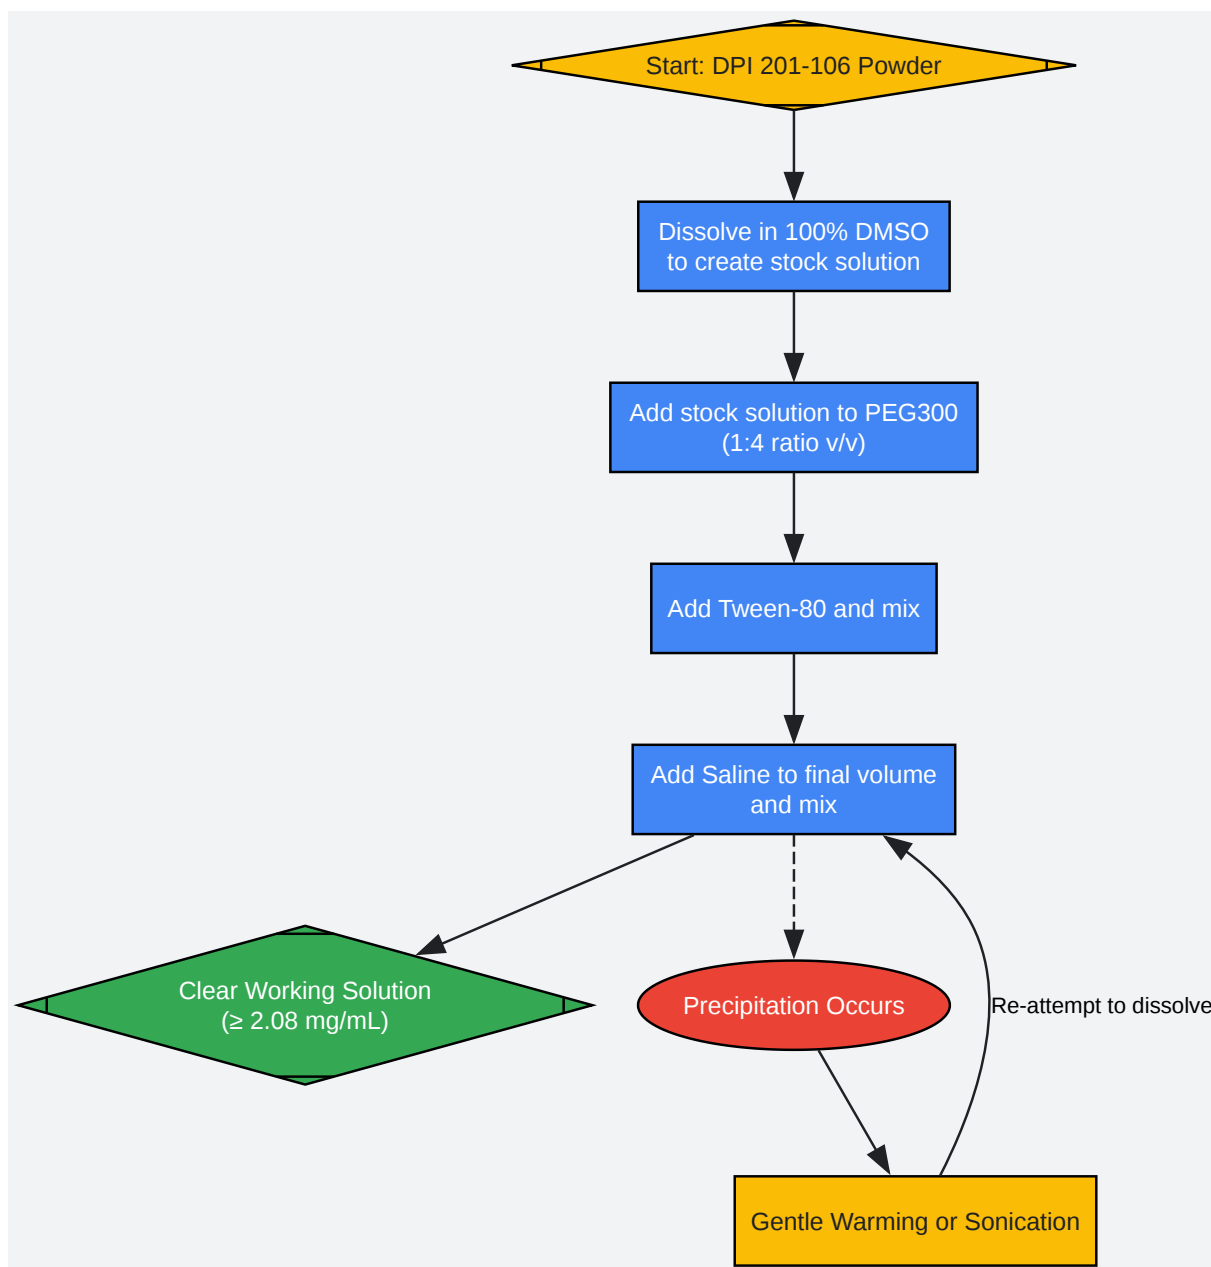 Start: DPI 201-106 Powder
Dissolve in 100% DMSO
to create stock solution
Add stock solution to PEG300
(1:4 ratio v/v)
Add Tween-80 and mix
Add Saline to final volume
and mix
Clear Working Solution
(≥ 2.08 mg/mL)
Precipitation Occurs
Re-attempt to dissolve
Gentle Warming or Sonication